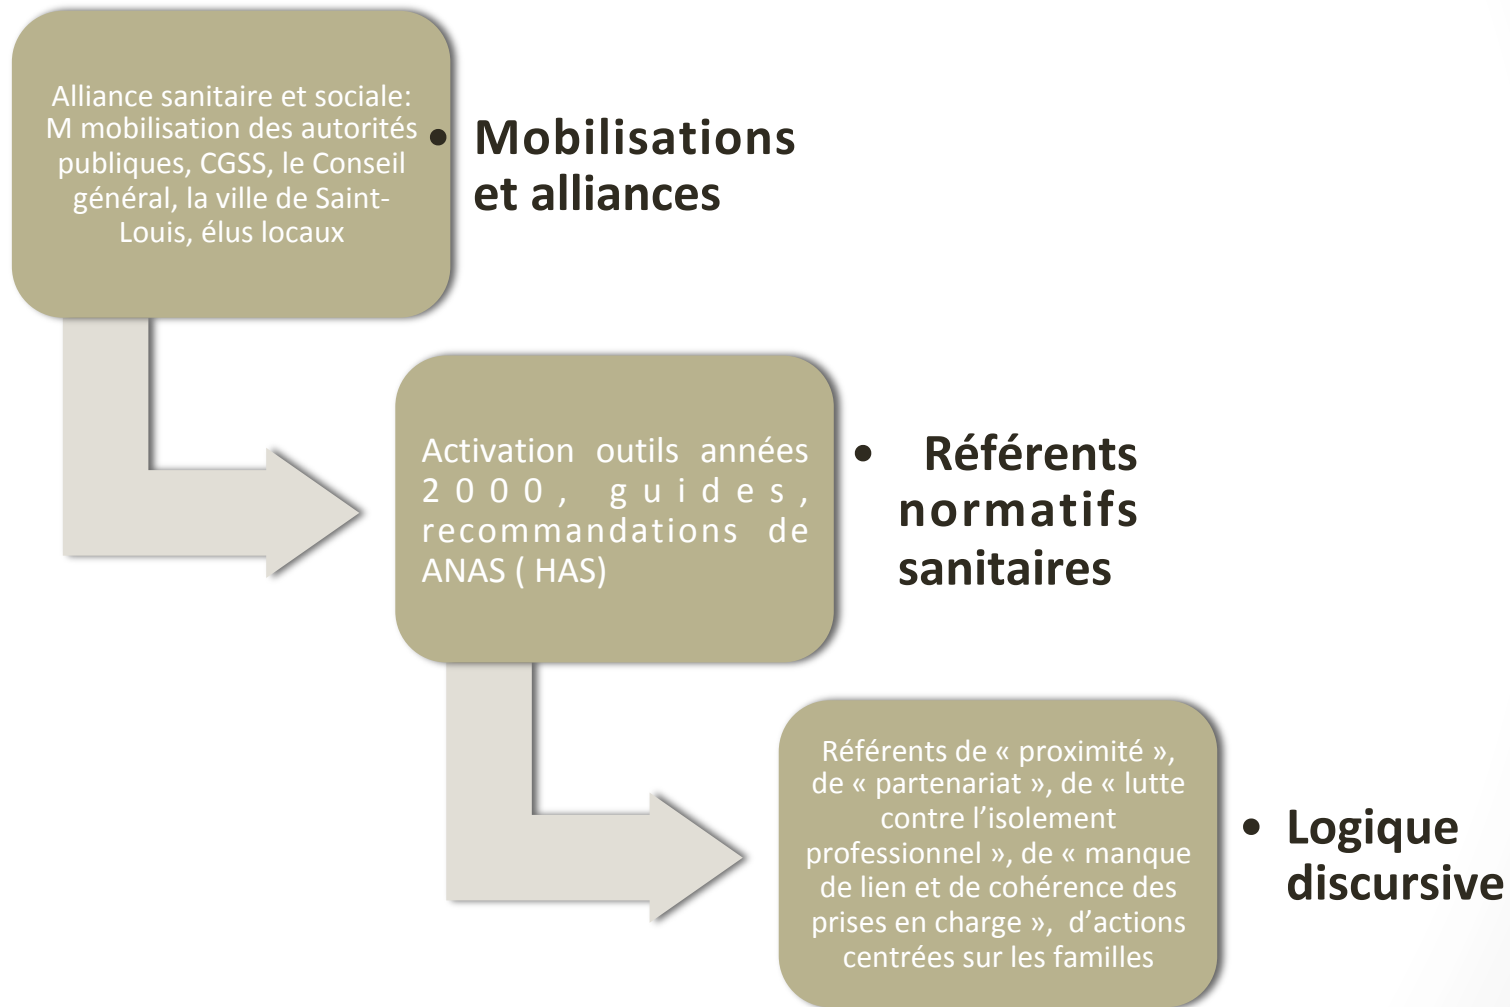 Alliance sanitaire et sociale:
M mobilisation des autorités
publiques, CGSS, le Conseil
général, la ville de Saint-
Louis, élus locaux
• Mobilisations
et alliances
Activation outils années
2000, guides,
recommandations de
ANAS ( HAS)
• Référents
normatifs
sanitaires
Référents de « proximité »,
de « partenariat », de « lutte
contre l’isolement
professionnel », de « manque
de lien et de cohérence des
prises en charge », d’actions
centrées sur les familles
• Logique
discursive